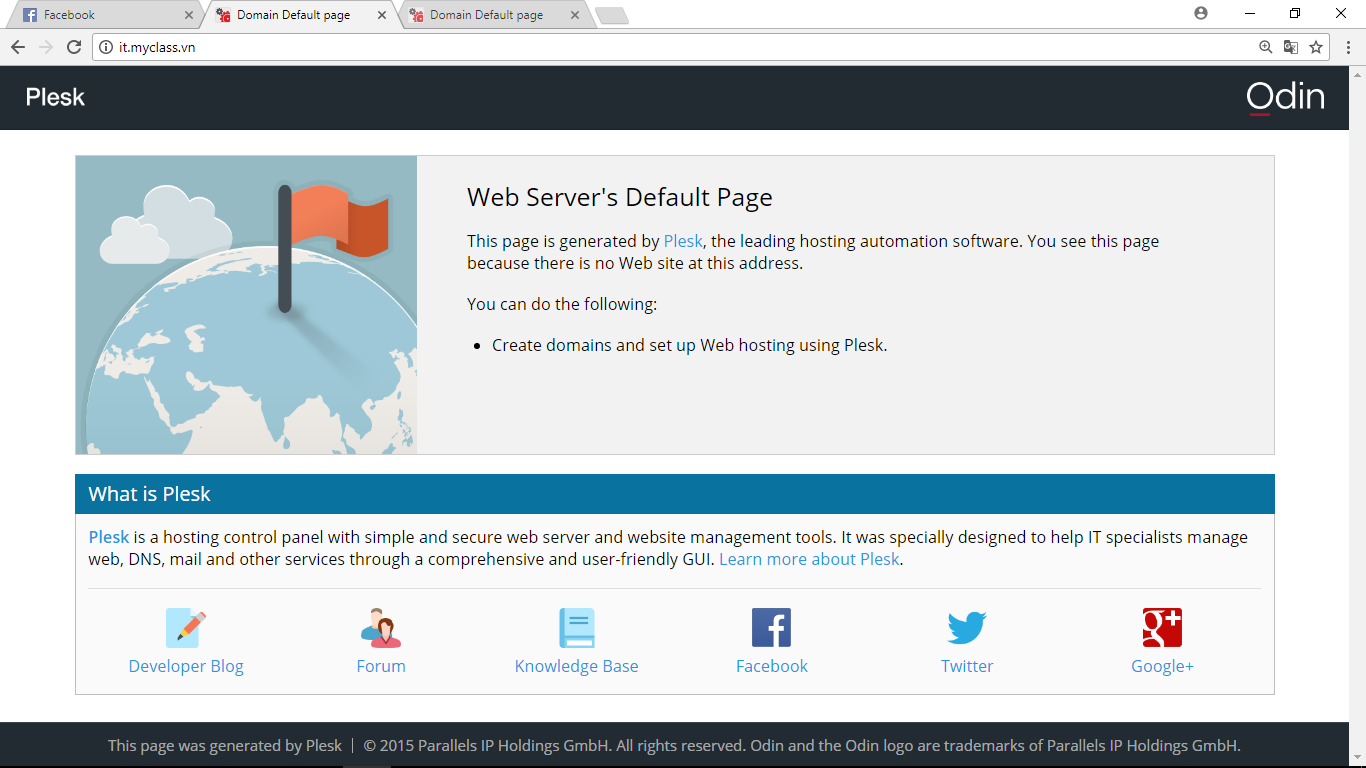 Facebook
Domain Default page
Domain Default page
it.myclass.vn
Plesk
Odin
Web Server's Default Page
This page is generated by Plesk, the leading hosting automation software. You see this page
because there is no Web site at this address.
You can do the following:
Create domains and set up Web hosting using Plesk.
What is Plesk
Plesk is a hosting control panel with simple and secure web server and website management tools. It was specially designed to help IT specialists manage
web, DNS, mail and other services through a comprehensive and user-friendly GUI. Learn more about Plesk.
Developer Blog
Forum
Knowledge Base
Facebook
Twitter
Google+
This page was generated by Plesk | © 2015 Parallels IP Holdings GmbH. All rights reserved. Odin and the Odin logo are trademarks of Parallels IP Holdings GmbH.